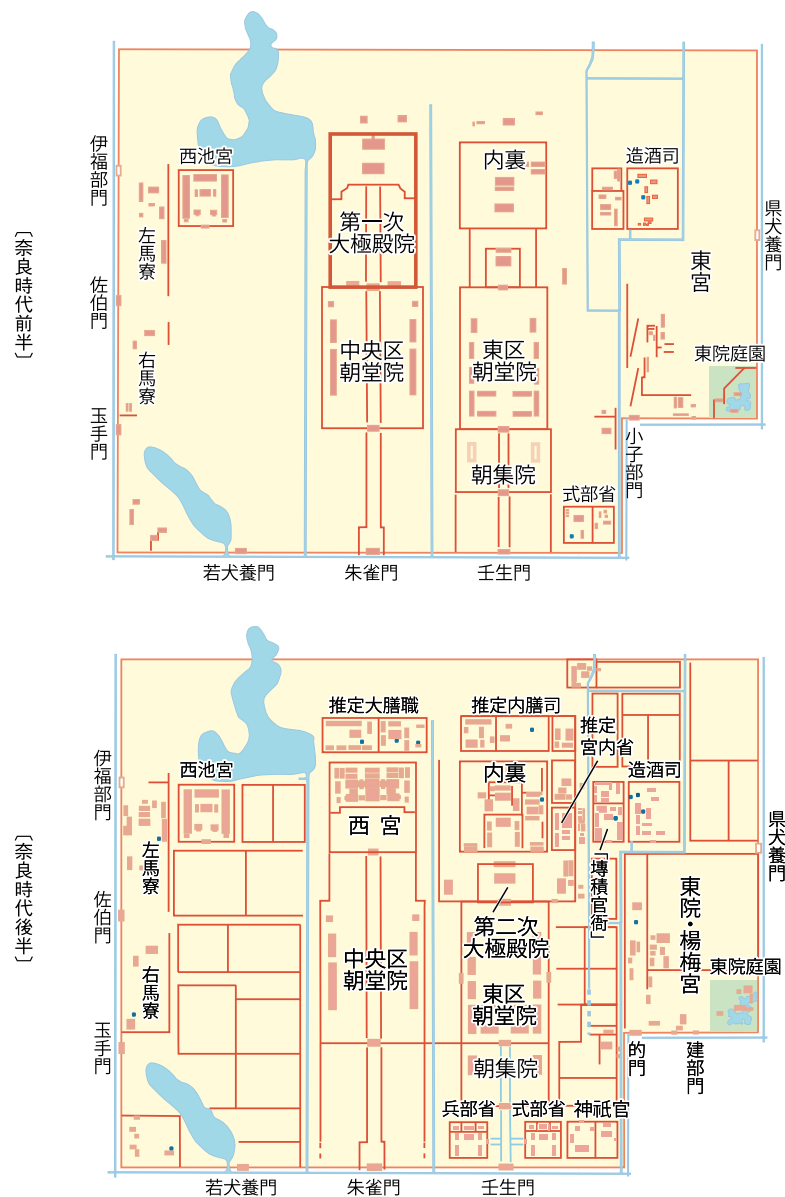 〔奈良時代前半〕
伊福部門
佐伯門
玉手門
西池宮
左馬寮
右馬寮
第一次
大極殿院
中央区
朝堂院
内裏
東区
朝堂院
朝集院
式部省
造酒司
東宮
東院庭園
県犬養門
小子部門
若犬養門
朱雀門
壬生門
〔奈良時代後半〕
伊福部門
佐伯門
玉手門
西池宮
左馬寮
右馬寮
推定大膳職
西宮
中央区
朝堂院
推定内膳司
内裏
推定
宮内省
造酒司
「塼積官衙」
第二次
大極殿院
東区
朝堂院
朝集院
兵部省
式部省
神祇官
東院・楊梅宮
東院庭園
県犬養門
的門
建部門
若犬養門
朱雀門
壬生門